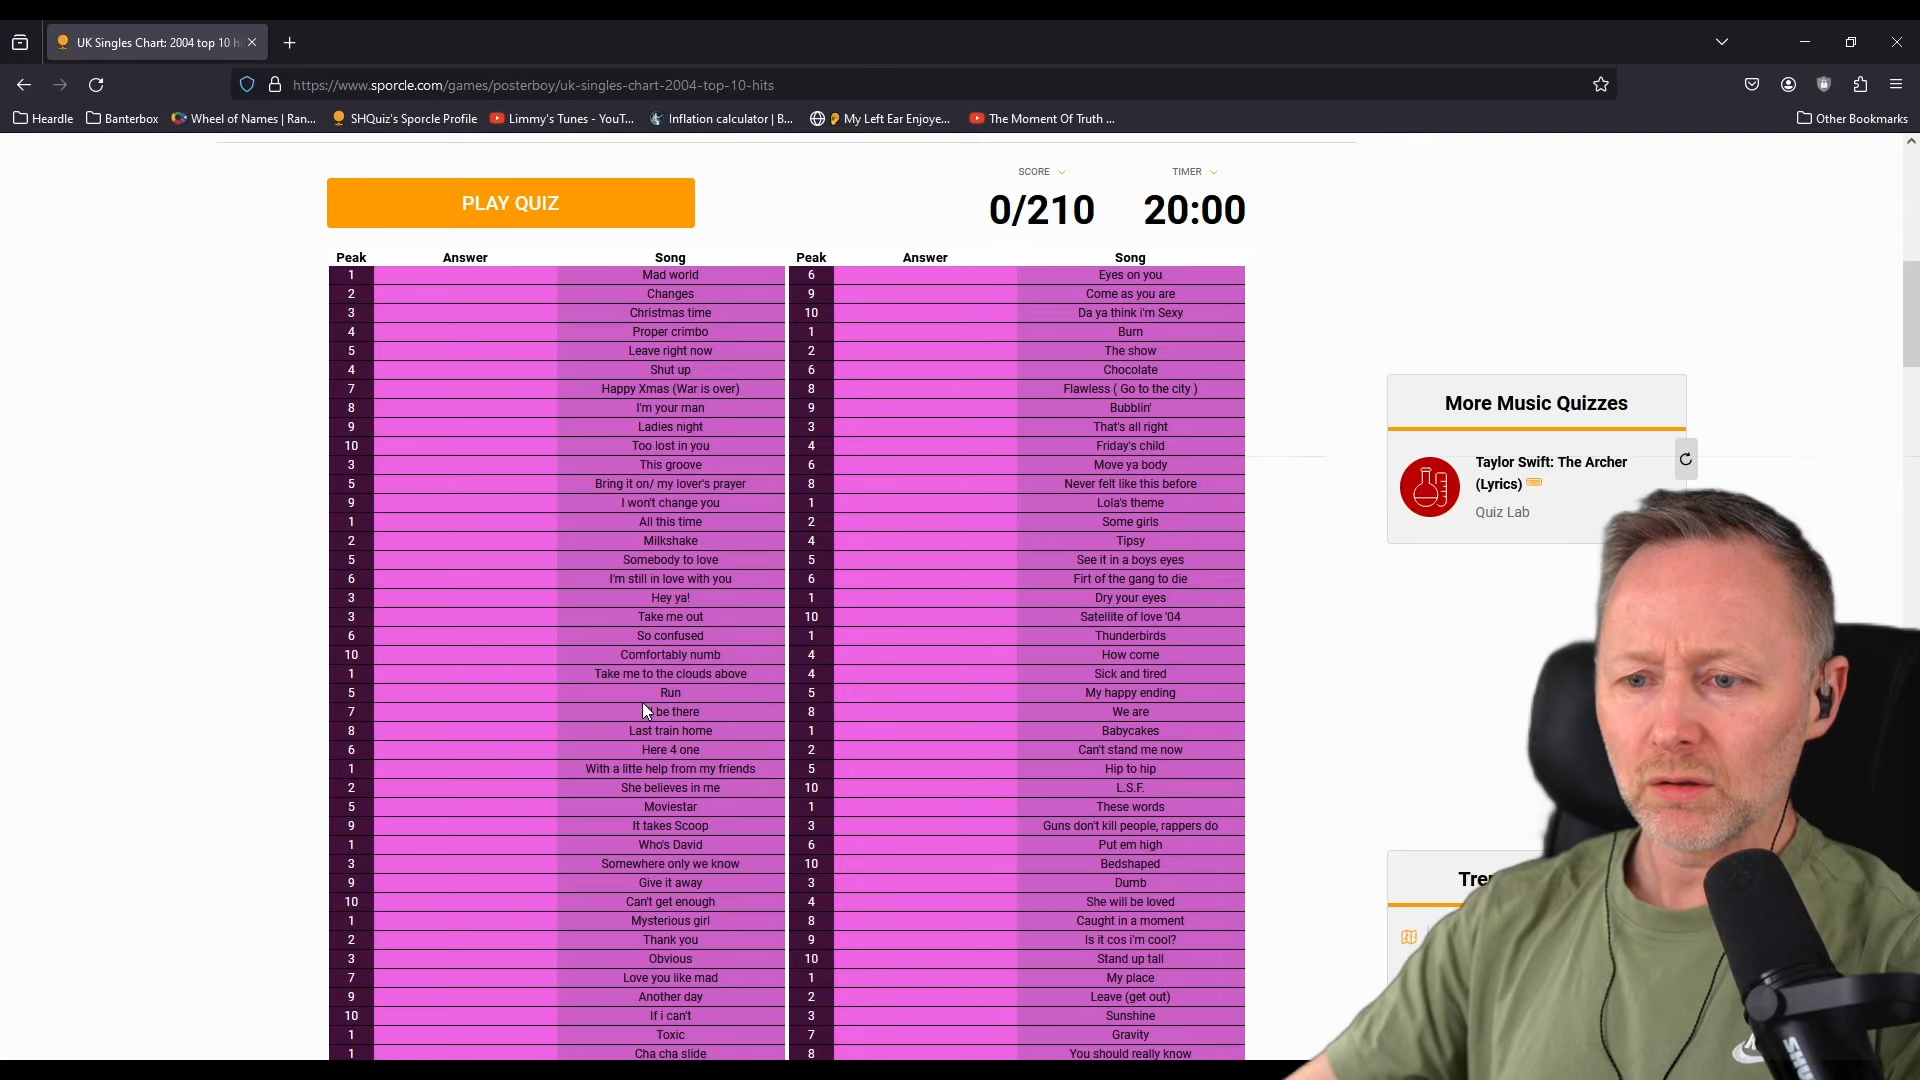 UK Singles Chart: 2004 top 10 h
https://www.sporcle.com/games/posterboy/uk-singles-chart-2004-top-10-hits
Heardle Banterbox Wheel of Names | Ran... SHQuiz's Sporcle Profile Limmy's Tunes - YouT... Inflation calculator | B... My Left Ear Enjoye... The Moment Of Truth ... Other Bookmarks
SCORE TIMER
PLAY QUIZ 0/210 20:00
Peak Answer Song Peak Answer Song
1 Mad world 6 Eyes on you
2 Changes 9 Come as you are
3 Christmas time 10 Da ya think i'm Sexy
4 Proper crimbo 1 Burn
5 Leave right now 2 The show
4 Shut up 6 Chocolate
7 Happy Xmas (War is over) 8 Flawless ( Go to the city )
8 I'm your man 9 Bubblin'
9 Ladies night 3 That's all right
10 Too lost in you 4 Friday's child
3 This groove 6 Move ya body
5 Bring it on/ my lover's prayer 8 Never felt like this before
9 I won't change you 1 Lola's theme
1 All this time 2 Some girls
2 Milkshake 4 Tipsy
5 Somebody to love 5 See it in a boys eyes
6 I'm still in love with you 6 Firt of the gang to die
3 Hey ya! 1 Dry your eyes
3 Take me out 10 Satellite of love '04
6 So confused 1 Thunderbirds
10 Comfortably numb 4 How come
1 Take me to the clouds above 4 Sick and tired
5 Run 5 My happy ending
7 be there 8 We are
8 Last train home 1 Babycakes
6 Here 4 one 2 Can't stand me now
1 With a litte help from my friends 5 Hip to hip
2 She believes in me 10 L.S.F.
5 Moviestar 1 These words
9 It takes Scoop 3 Guns don't kill people, rappers do
1 Who's David 6 Put em high
3 Somewhere only we know 10 Bedshaped
9 Give it away 3 Dumb
10 Can't get enough 4 She will be loved
1 Mysterious girl 8 Caught in a moment
2 Thank you 9 Is it cos i'm cool?
3 Obvious 10 Stand up tall
7 Love you like mad 1 My place
9 Another day 2 Leave (get out)
10 If i can't 3 Sunshine
1 Toxic 7 Gravity
1 Cha cha slide 8 You should really know
More Music Quizzes
Taylor Swift: The Archer
(Lyrics)
Quiz Lab